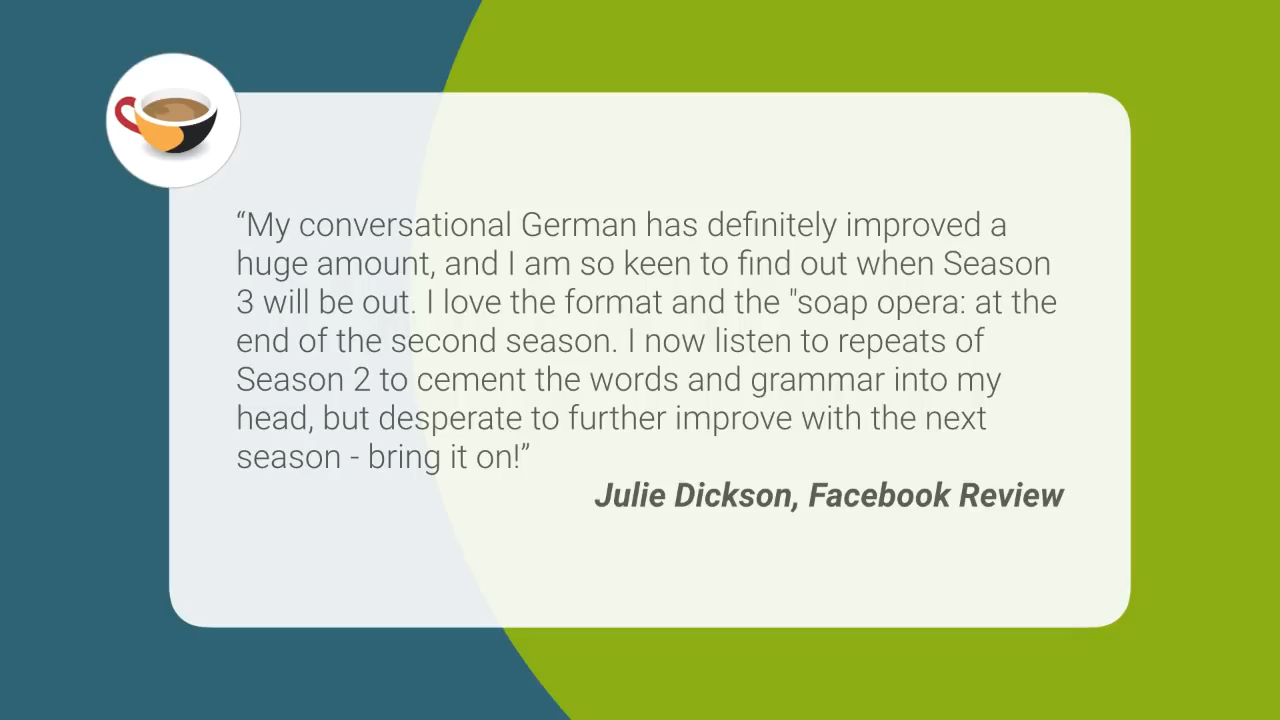 “My conversational German has definitely improved a
huge amount, and I am so keen to find out when Season
3 will be out. I love the format and the "soap opera: at the
end of the second season. I now listen to repeats of
Season 2 to cement the words and grammar into my
head, but desperate to further improve with the next
season - bring it on!”
Julie Dickson, Facebook Review